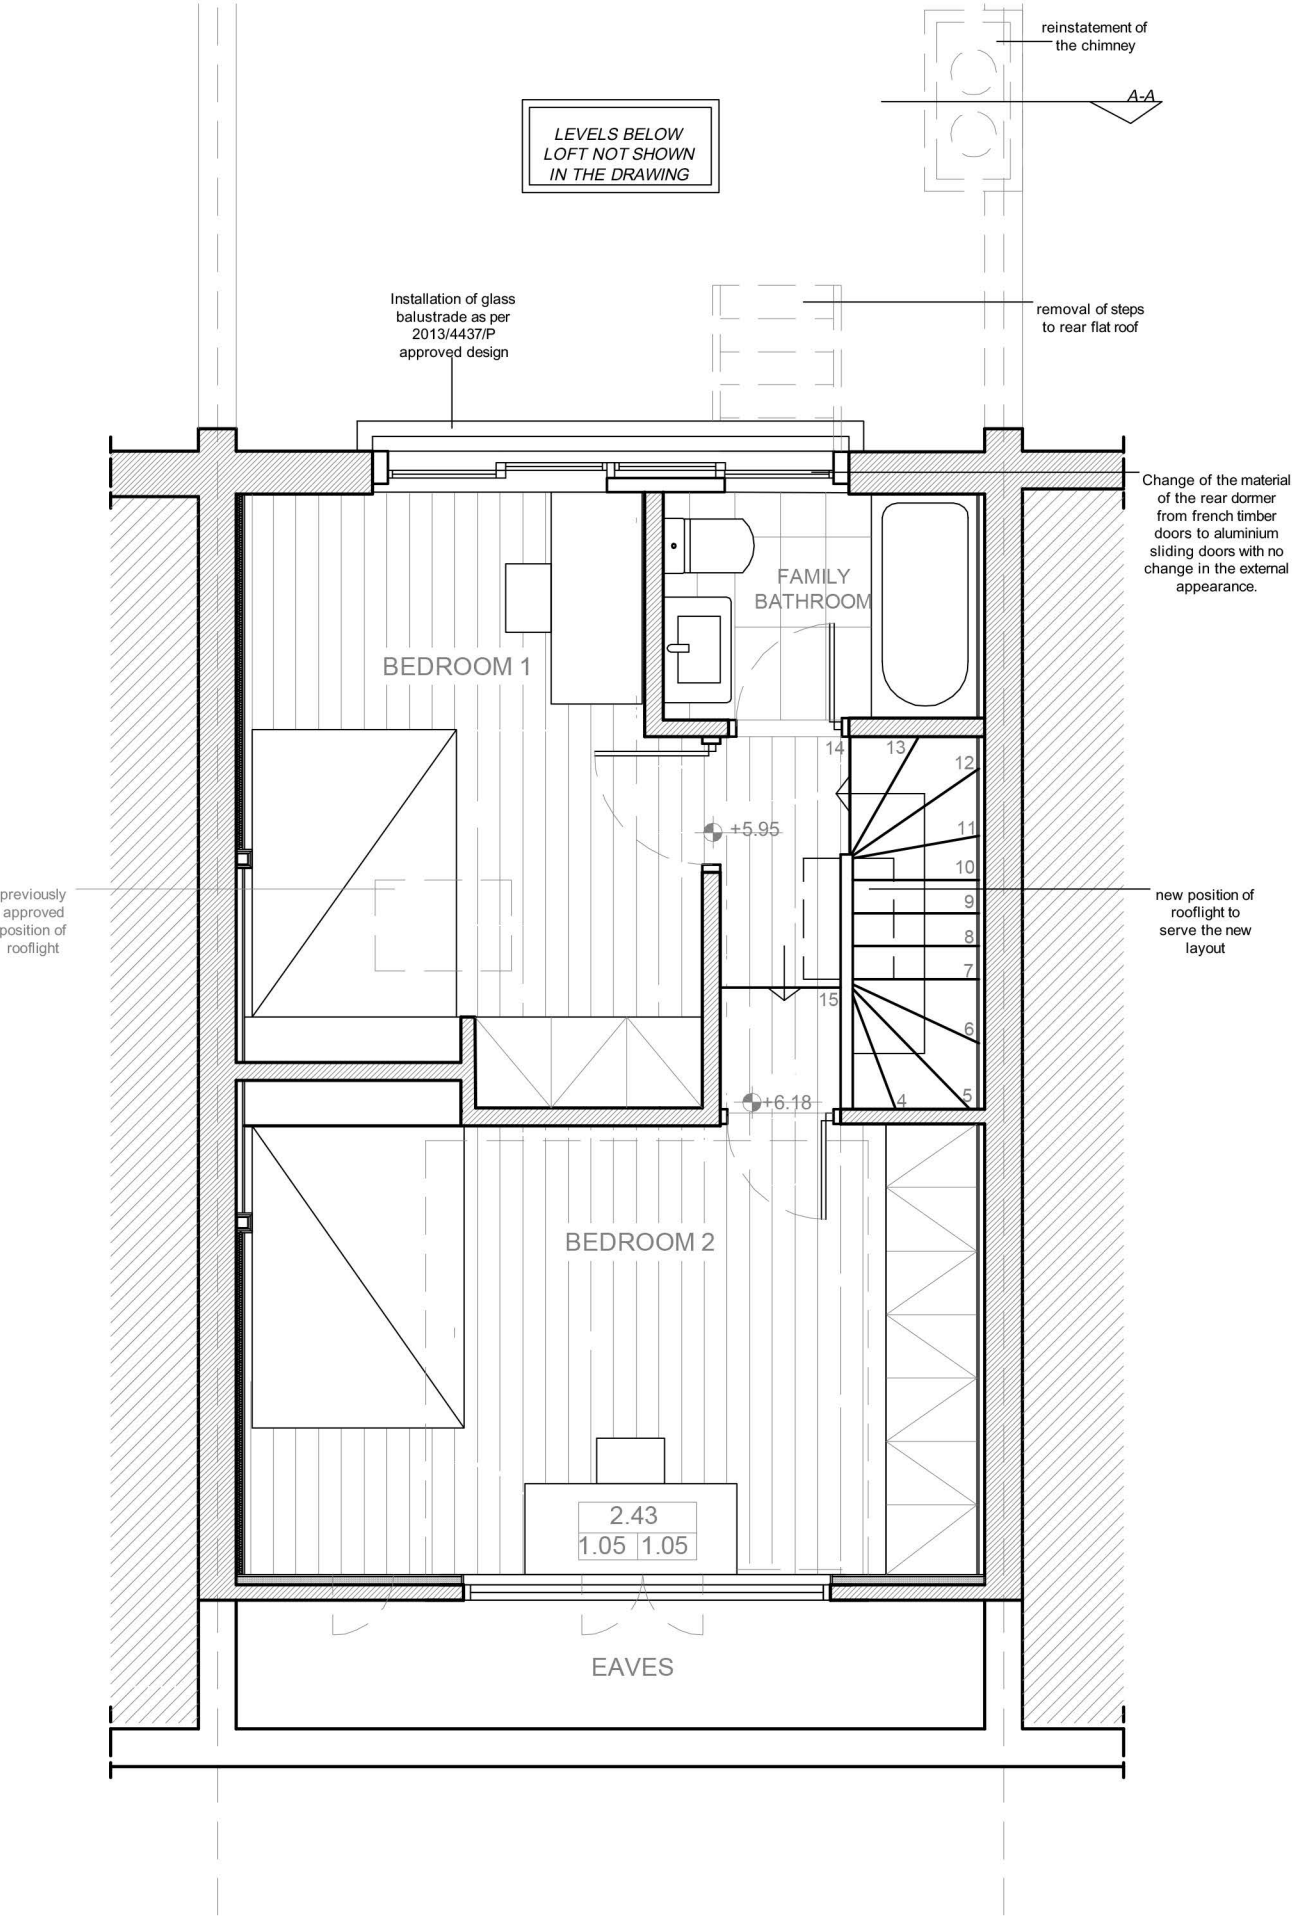 reinstatement of
the chimney
A-A
LEVELS BELOW
LOFT NOT SHOWN
IN THE DRAWING
Installation of glass
balustrade as per
2013/4437/P
approved design
removal of steps
to rear flat roof
Change of the material
of the rear dormer
from french timber
doors to aluminium
sliding doors with no
change in the external
appearance.
FAMILY
BATHROOM
BEDROOM 1
14
13
12
11
10
9
8
7
6
5
4
15
+5.95
previously
approved
position of
rooflight
new position of
rooflight to
serve the new
layout
+6.18
BEDROOM 2
2.43
1.05 1.05
EAVES